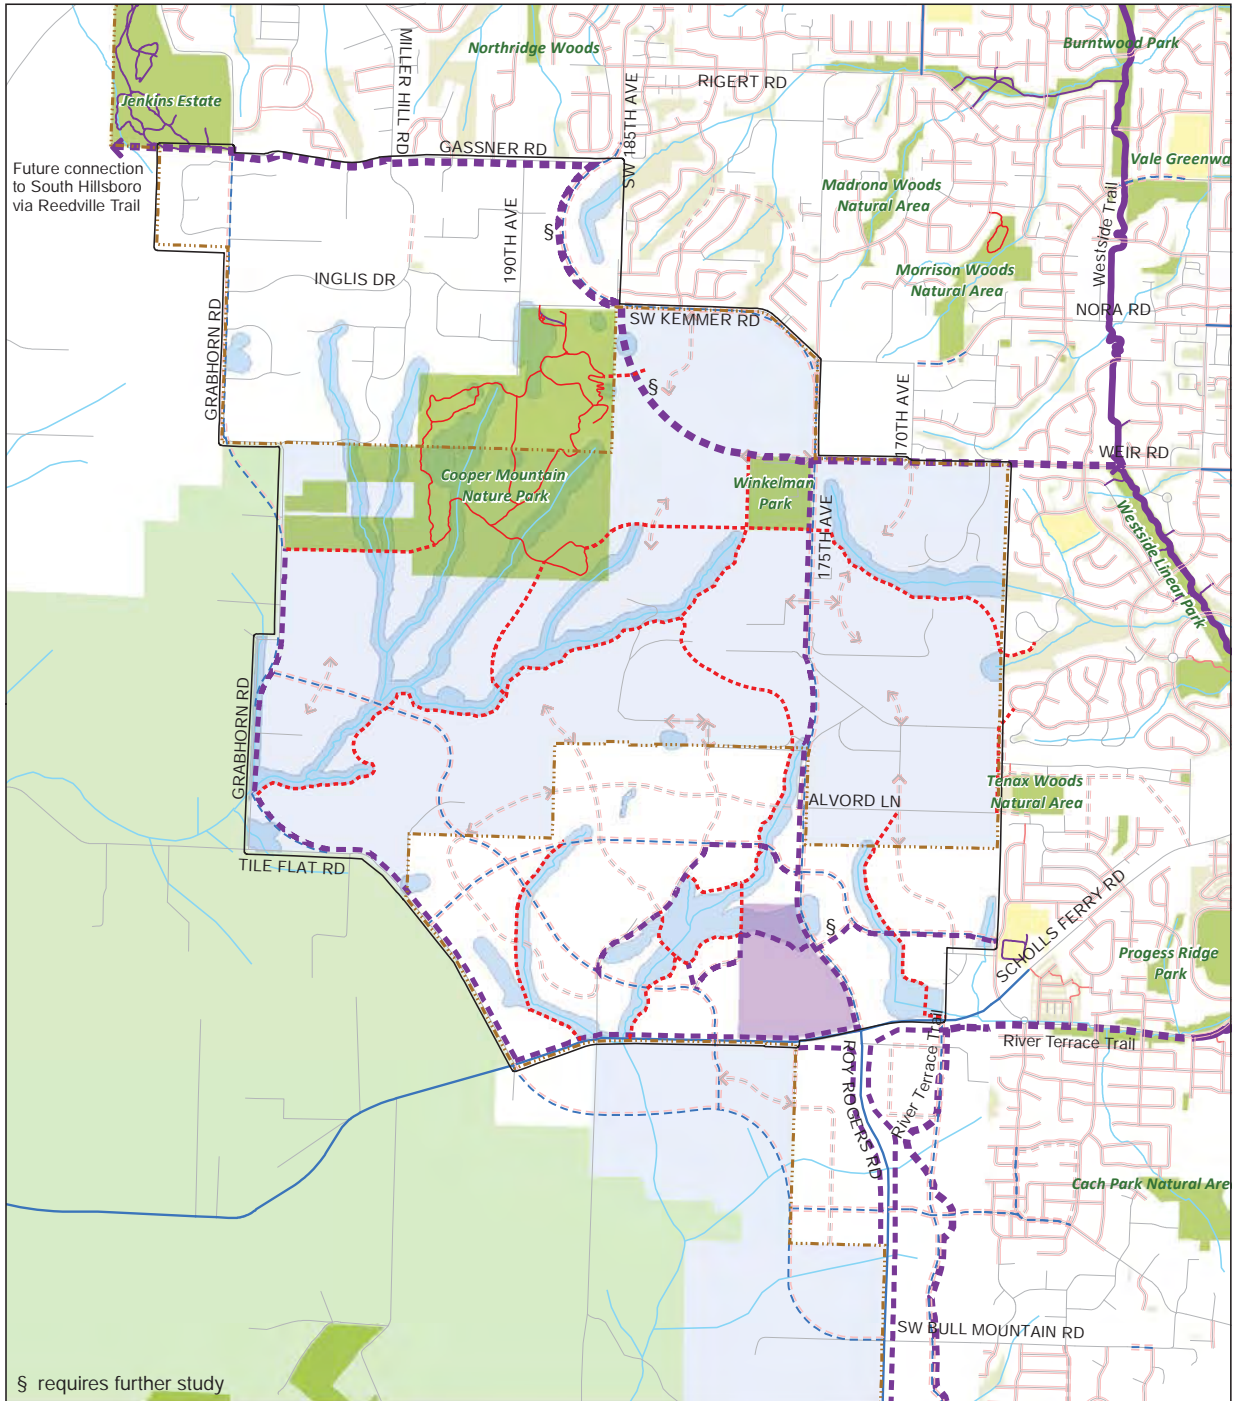 Northridge Woods
Burntwood Park
MILLER HILL RD
SW 185TH AVE
RIGERT RD
Jenkins Estate
GASSNER RD
Future connection
to South Hillsboro
via Reedville Trail
Vale Greenwa
Madrona Woods
Natural Area
Westside Trail
190TH AVE
§
Morrison Woods
Natural Area
INGLIS DR
NORA RD
SW KEMMER RD
GRABHORN RD
§
170TH AVE
WEIR RD
Cooper Mountain
Nature Park
Winkelman
Park
175TH AVE
Westside Linear Park
GRABHORN RD
Tenax Woods
Natural Area
ALVORD LN
TILE FLAT RD
SCHOLLS FERRY RD
§
Progess Ridge
Park
River Terrace Trail
River Terrace Trail
ROY ROGERS RD
Cach Park Natural Are
SW BULL MOUNTAIN RD
§ requires further study